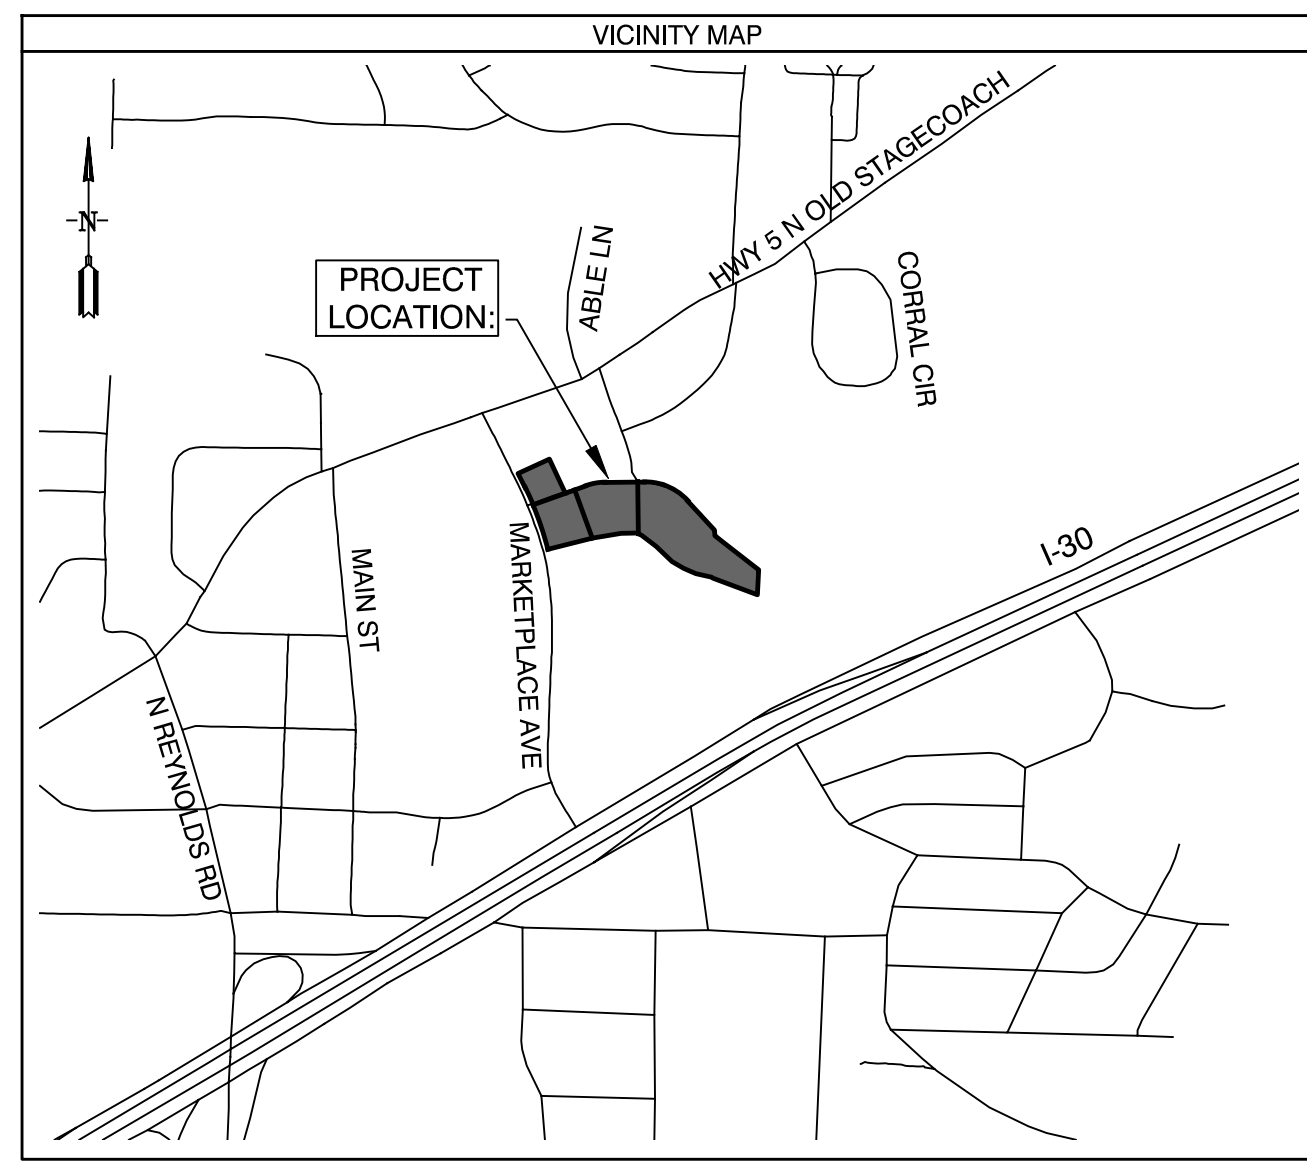 VICINITY MAP
HWY 5 N OLD STAGECOACH
-N-
ABLE LN
PROJECT
LOCATION:
CORRAL CIR
I-30
MAIN ST
MARKETPLACE AVE
N REYNOLDS RD